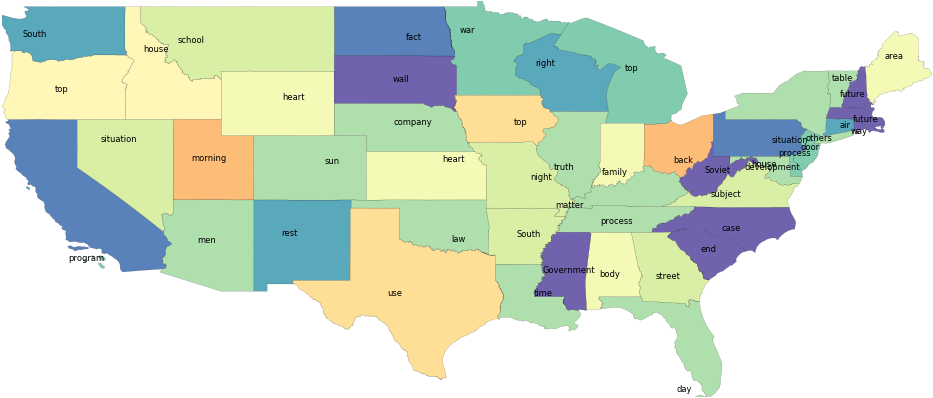 South
school
house
top
heart
situation
morning
sun
program
men
rest
fact
wall
company
heart
law
use
war
right
top
top
truth
night
matter
South
time
family
back
process
Government
body
street
day
end
case
subject
Soviet
development
house
process
situation
door
others
air
way
future
future
table
area